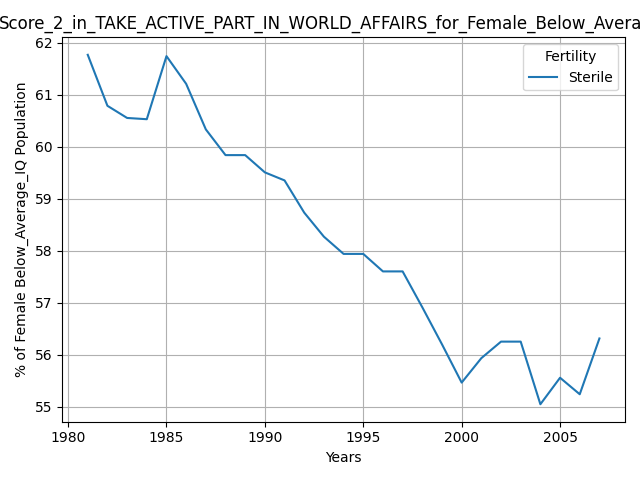 Score_2_in_TAKE_ACTIVE_PART_IN_WORLD_AFFAIRS_for_Female_Below_Avera
Fertility
Sterile
% of Female Below_Average_IQ Population
62
61
60
59
58
57
56
55
1980 1985 1990 1995 2000 2005
Years